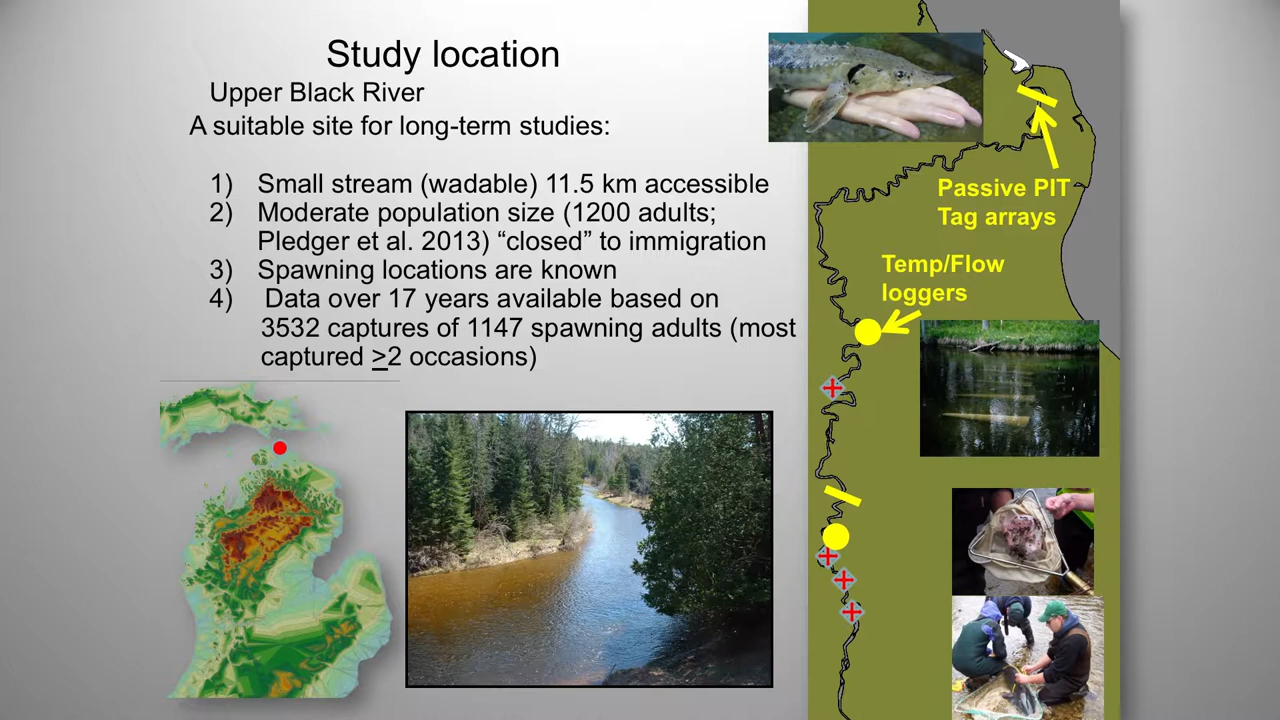 Study location
Upper Black River
A suitable site for long-term studies:
1) Small stream (wadable) 11.5 km accessible
2) Moderate population size (1200 adults;
Pledger et al. 2013) “closed” to immigration
3) Spawning locations are known
4) Data over 17 years available based on
3532 captures of 1147 spawning adults (most
captured >2 occasions)
Passive PIT
Tag arrays
Temp/Flow
loggers